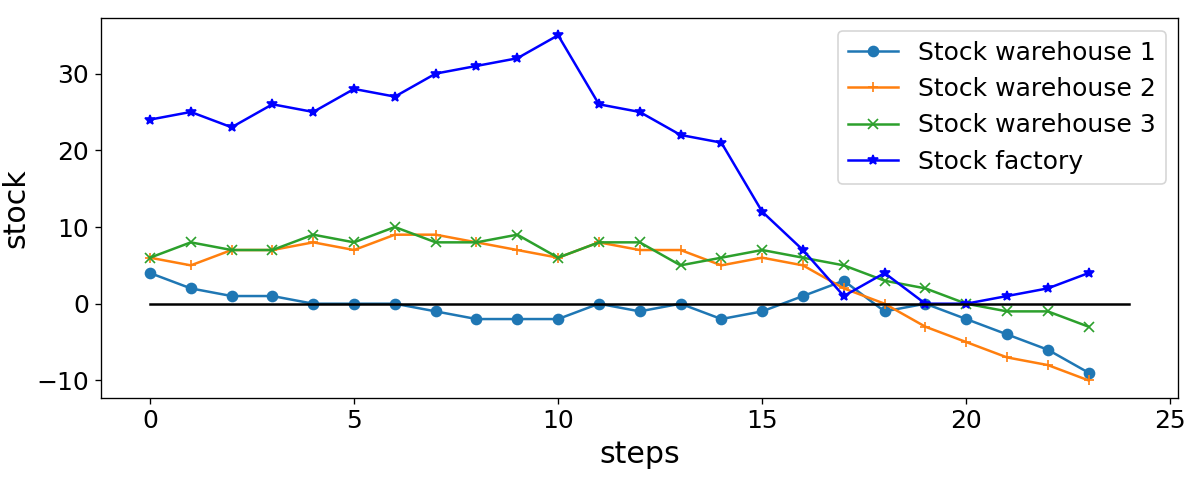 Stock warehouse 1
Stock warehouse 2
Stock warehouse 3
Stock factory
stock
30
20
10
0
−10
0 5 10 15 20 25
steps